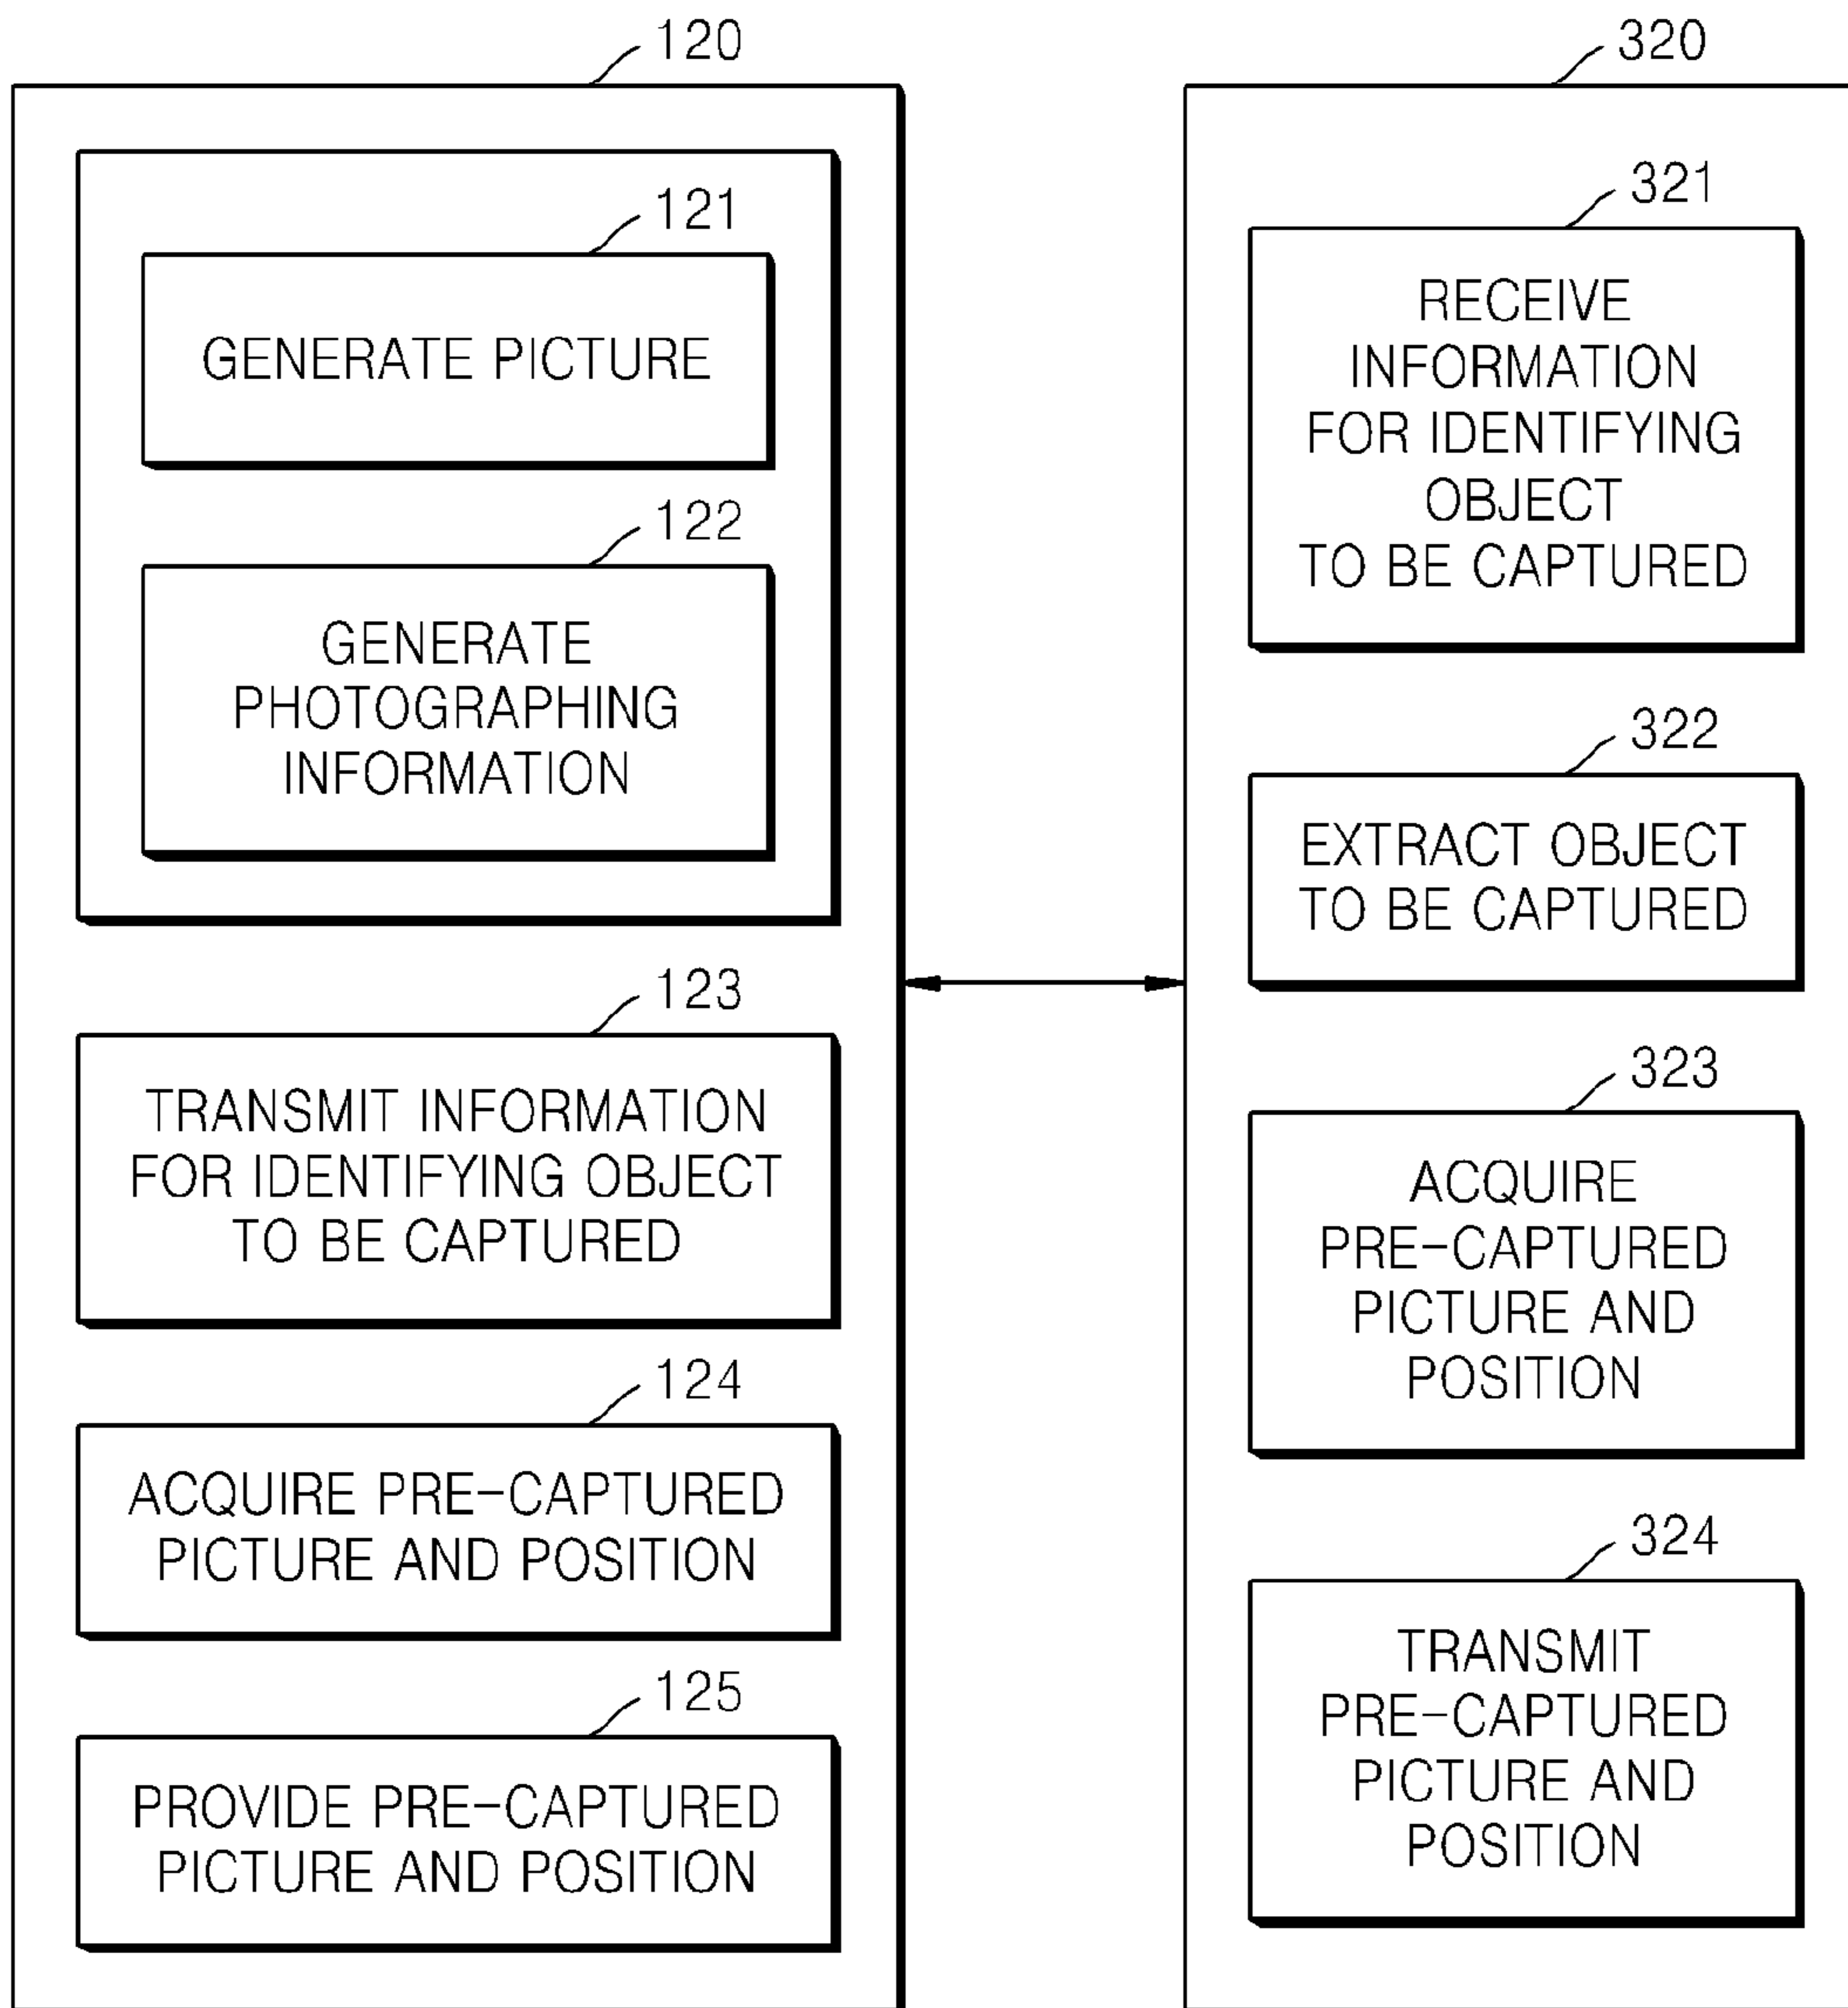 120
121
GENERATE PICTURE
122
GENERATE
PHOTOGRAPHING
INFORMATION
123
TRANSMIT INFORMATION
FOR IDENTIFYING OBJECT
TO BE CAPTURED
124
ACQUIRE PRE-CAPTURED
PICTURE AND POSITION
125
PROVIDE PRE-CAPTURED
PICTURE AND POSITION
320
321
RECEIVE
INFORMATION
FOR IDENTIFYING
OBJECT
TO BE CAPTURED
322
EXTRACT OBJECT
TO BE CAPTURED
323
ACQUIRE
PRE-CAPTURED
PICTURE AND
POSITION
324
TRANSMIT
PRE-CAPTURED
PICTURE AND
POSITION